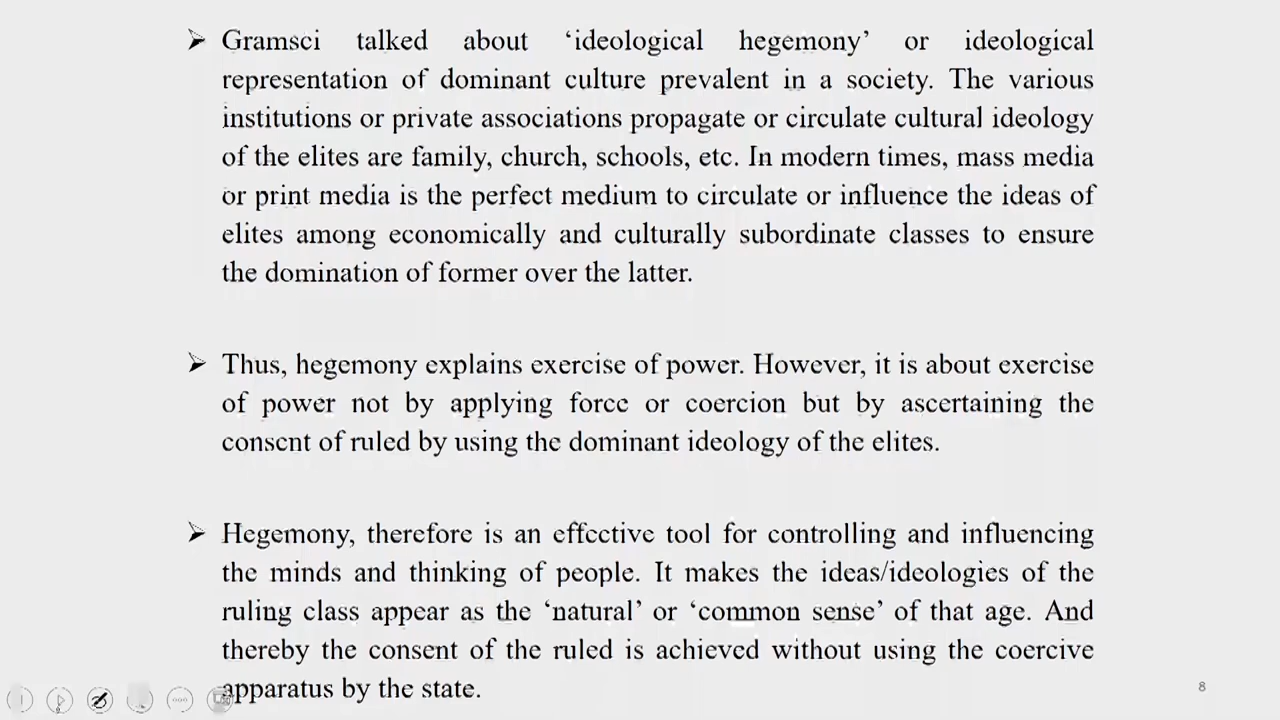 ➢ Gramsci talked about ‘ideological hegemony’ or ideological
representation of dominant culture prevalent in a society. The various
institutions or private associations propagate or circulate cultural ideology
of the elites are family, church, schools, etc. In modern times, mass media
or print media is the perfect medium to circulate or influence the ideas of
elites among economically and culturally subordinate classes to ensure
the domination of former over the latter.
➢ Thus, hegemony explains exercise of power. However, it is about exercise
of power not by applying force or coercion but by ascertaining the
consent of ruled by using the dominant ideology of the elites.
➢ Hegemony, therefore is an effective tool for controlling and influencing
the minds and thinking of people. It makes the ideas/ideologies of the
ruling class appear as the ‘natural’ or ‘common sense’ of that age. And
thereby the consent of the ruled is achieved without using the coercive
apparatus by the state.
8